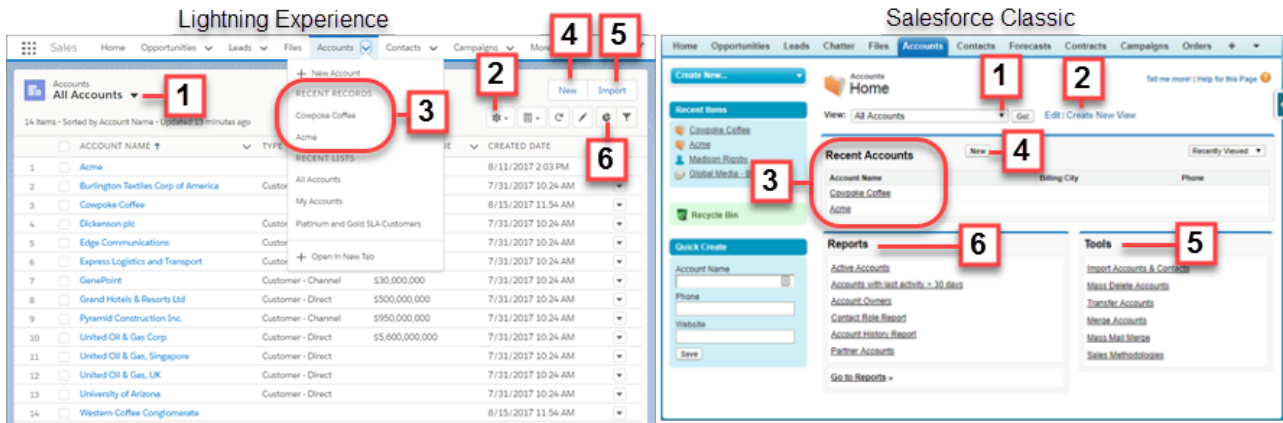 Lightning Experience
Sales Home Opportunities Leads Files Accounts Contacts Campaigns More
4
5
Accounts
All Accounts
1
14 Items • Sorted by Account Name • Updated 13 minutes ago
+ New Account
RECENT RECORDS
Cowpoke Coffee
Acme
RECENT LISTS
All Accounts
My Accounts
Platinum and Gold SLA Customers
+ Open In New Tab
3
2
New Import
6
ACCOUNT NAME CREATED DATE
1 Acme 8/11/2017 2:03 PM
2 Burlington Textiles Corp of America Custo 7/31/2017 10:24 AM
3 Cowpoke Coffee 8/15/2017 11:54 AM
4 Dickenson plc Custo 7/31/2017 10:24 AM
5 Edge Communications Custo 7/31/2017 10:24 AM
6 Express Logistics and Transport Custo 7/31/2017 10:24 AM
7 GenePoint Customer - Channel $30,000,000 7/31/2017 10:24 AM
8 Grand Hotels & Resorts Ltd Customer - Direct $500,000,000 7/31/2017 10:24 AM
9 Pyramid Construction Inc. Customer - Channel $950,000,000 7/31/2017 10:24 AM
10 United Oil & Gas Corp. Customer - Direct $5,600,000,000 7/31/2017 10:24 AM
11 United Oil & Gas, Singapore Customer - Direct 7/31/2017 10:24 AM
12 United Oil & Gas, UK Customer - Direct 7/31/2017 10:24 AM
13 University of Arizona Customer - Direct 7/31/2017 10:24 AM
14 Western Coffee Conglomerate 8/15/2017 11:54 AM
Salesforce Classic
Home Opportunities Leads Chatter Files Accounts Contacts Forecasts Contracts Campaigns Orders +
Create New...
Recent Items
Cowpoke Coffee
Acme
Madison Rigsby
Recycle Bin
Quick Create
Account Name
Phone
Website
Save
Accounts
Home
Tell me more! | Help for this Page
1
2
View: All Accounts Go! Edit | Create New View
Recent Accounts New Recently Viewed
4
3
Account Name Billing City Phone
Cowpoke Coffee
Acme
Reports
6
Active Accounts
Accounts with last activity > 30 days
Account Owners
Contact Role Report
Account History Report
Partner Accounts
Go to Reports »
Tools
5
Import Accounts & Contacts
Mass Delete Accounts
Transfer Accounts
Merge Accounts
Mass Mail Merge
Sales Methodologies